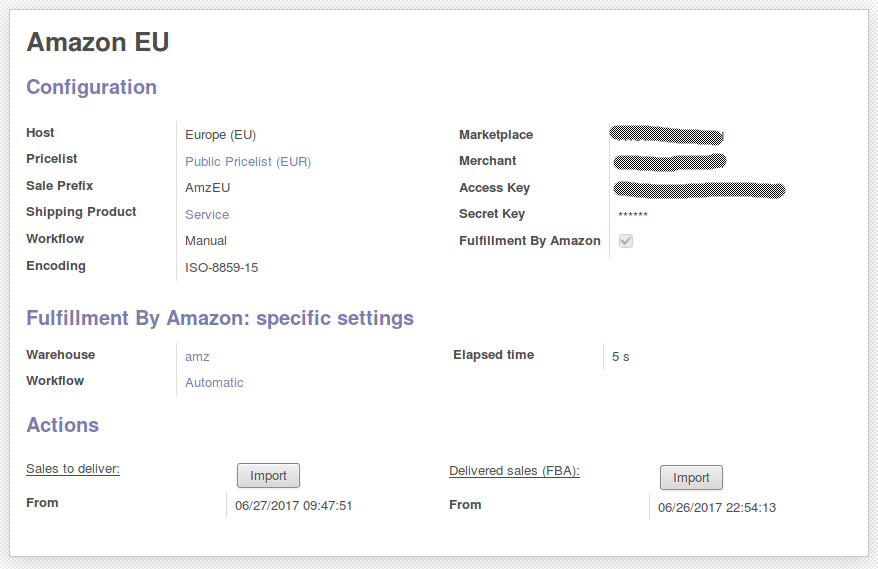 Amazon EU
Configuration
Host Europe (EU)
Pricelist Public Pricelist (EUR)
Sale Prefix AmzEU
Shipping Product Service
Workflow Manual
Encoding ISO-8859-15
Marketplace
Merchant
Access Key
Secret Key ******
Fulfillment By Amazon
Fulfillment By Amazon: specific settings
Warehouse amz
Workflow Automatic
Elapsed time 5 s
Actions
Sales to deliver: Import
From 06/27/2017 09:47:51
Delivered sales (FBA): Import
From 06/26/2017 22:54:13